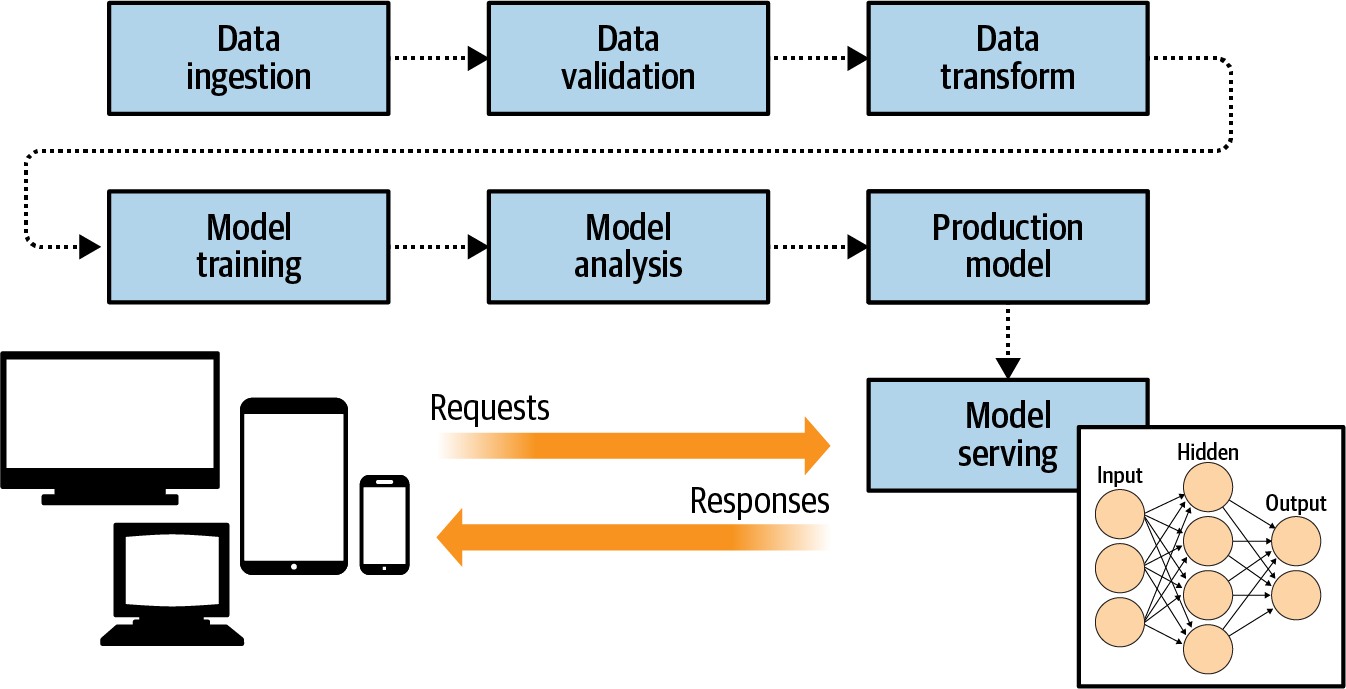 Data
ingestion
Data
validation
Data
transform
Model
training
Model
analysis
Production
model
Requests
Responses
Model
serving
Input
Hidden
Output